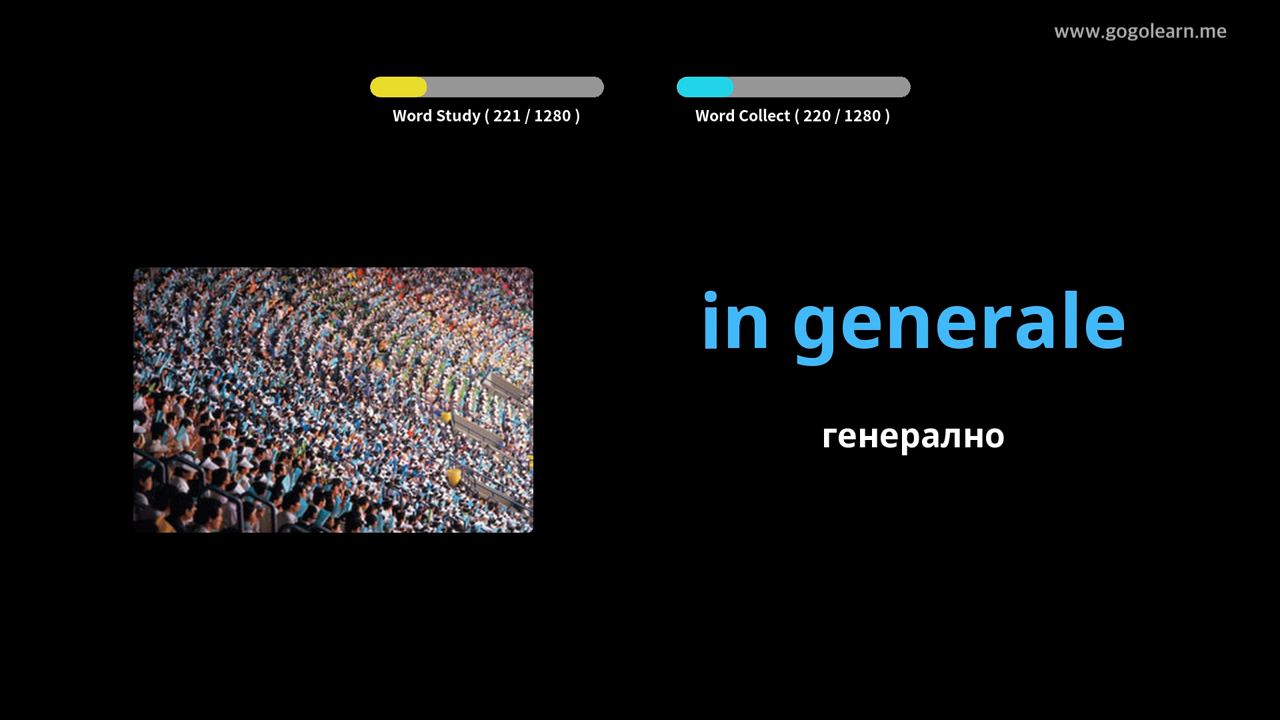 www.gogolearn.me
Word Study ( 221 / 1280 )
Word Collect ( 220 / 1280 )
in generale
генерално